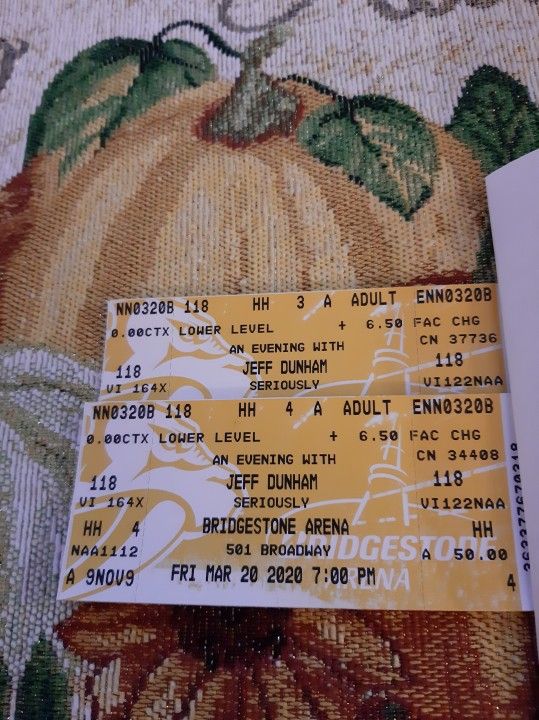 NN0320B 118 HH 3 A ADULT ENN0320B
0.00CTX LOWER LEVEL + 6.50 FAC CHG
AN EVENING WITH CN 37736
118 JEFF DUNHAM 118
VI 164X SERIOUSLY VI122NAA
NN0320B 118 HH 4 A ADULT ENN0320B
0.00CTX LOWER LEVEL + 6.50 FAC CHG
AN EVENING WITH CN 34408
118 JEFF DUNHAM 118
VI 164X SERIOUSLY VI122NAA
HH 4 BRIDGESTONE ARENA HH
NAA1112 501 BROADWAY A 50.00
A 9NOV9 FRI MAR 20 2020 7:00 PM 4
BRIDGESTONE
ARENA